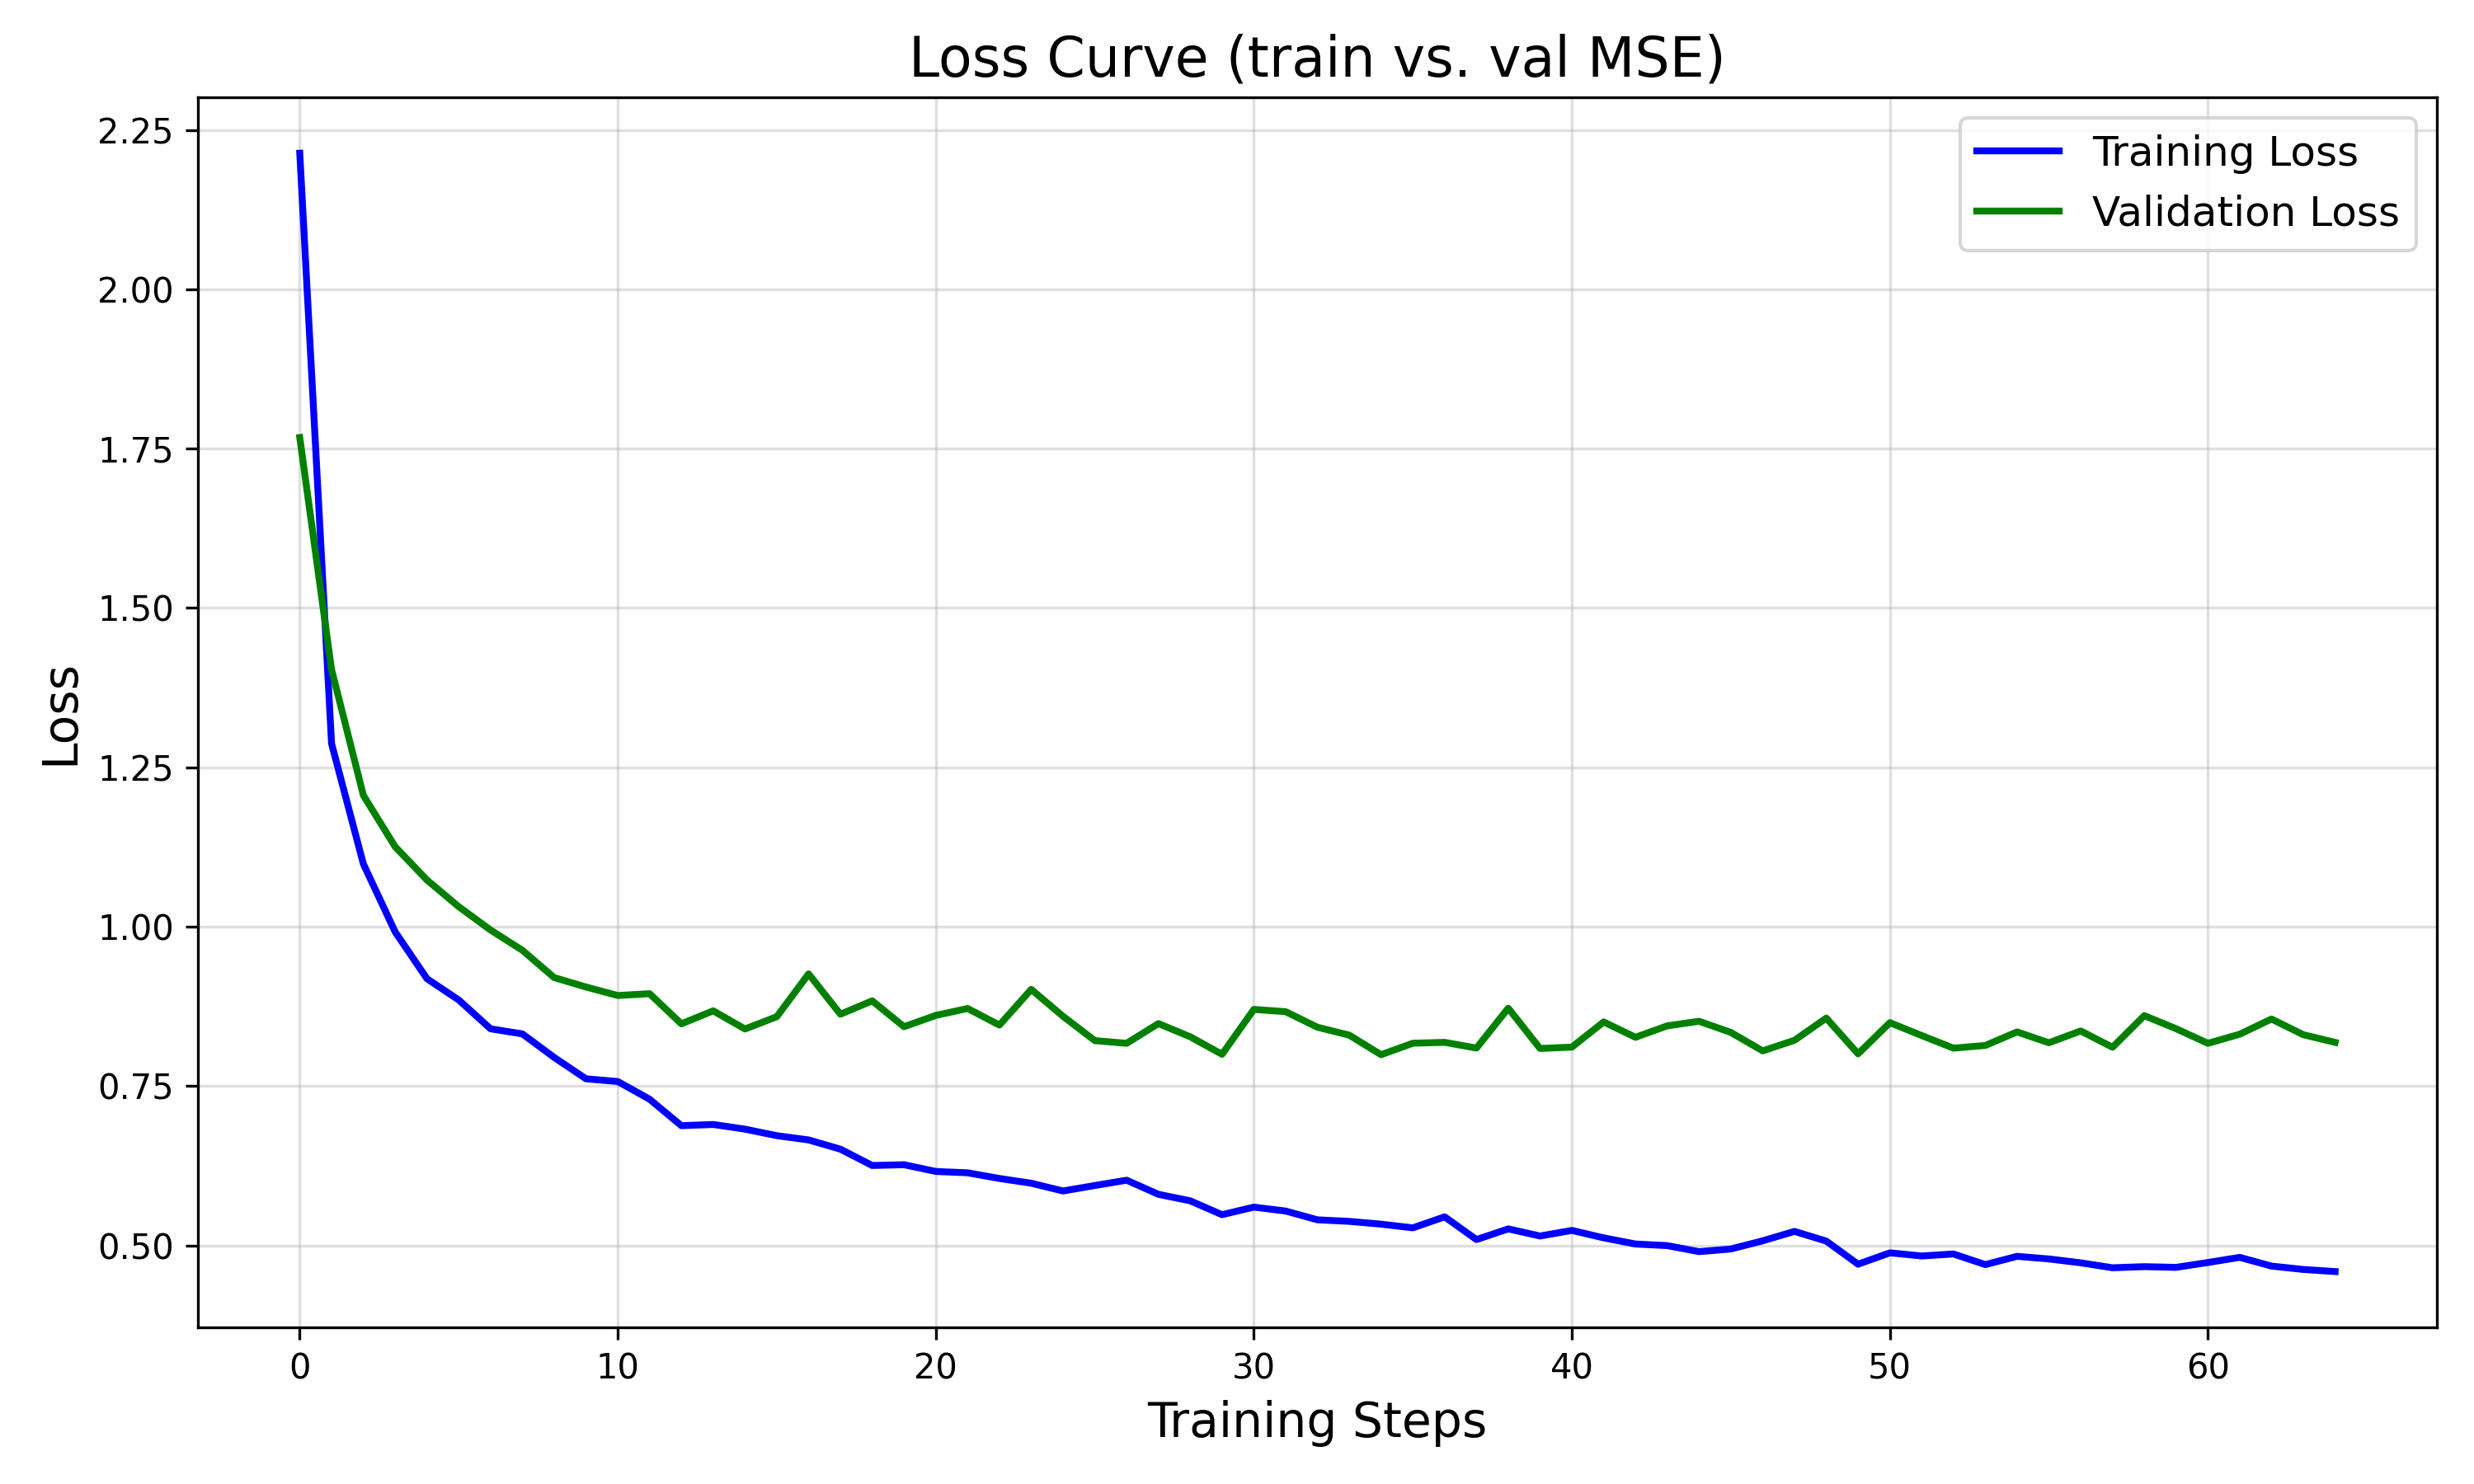 Loss Curve (train vs. val MSE)
Training Loss
Validation Loss
2.25
2.00
1.75
1.50
1.25
1.00
0.75
0.50
Loss
0 10 20 30 40 50 60
Training Steps